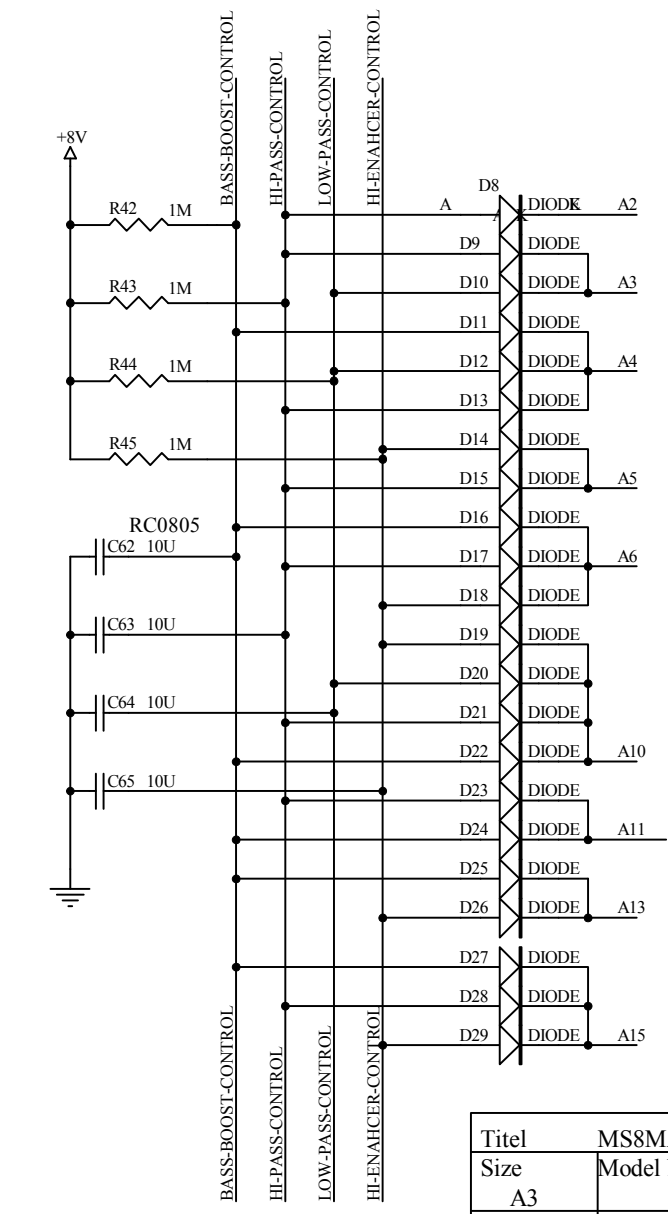 BASS-BOOST-CONTROL
HI-PASS-CONTROL
LOW-PASS-CONTROL
HI-ENAHCER-CONTROL
+8V
R42 1M
R43 1M
R44 1M
R45 1M
RC0805
C62 10U
C63 10U
C64 10U
C65 10U
D8
A A K DIODE K A2
D9 DIODE
D10 DIODE A3
D11 DIODE
D12 DIODE A4
D13 DIODE
D14 DIODE
D15 DIODE A5
D16 DIODE
D17 DIODE A6
D18 DIODE
D19 DIODE
D20 DIODE
D21 DIODE
D22 DIODE A10
D23 DIODE
D24 DIODE A11
D25 DIODE
D26 DIODE A13
D27 DIODE
D28 DIODE
D29 DIODE A15
BASS-BOOST-CONTROL
HI-PASS-CONTROL
LOW-PASS-CONTROL
HI-ENAHCER-CONTROL
Titel
Size Model
A3